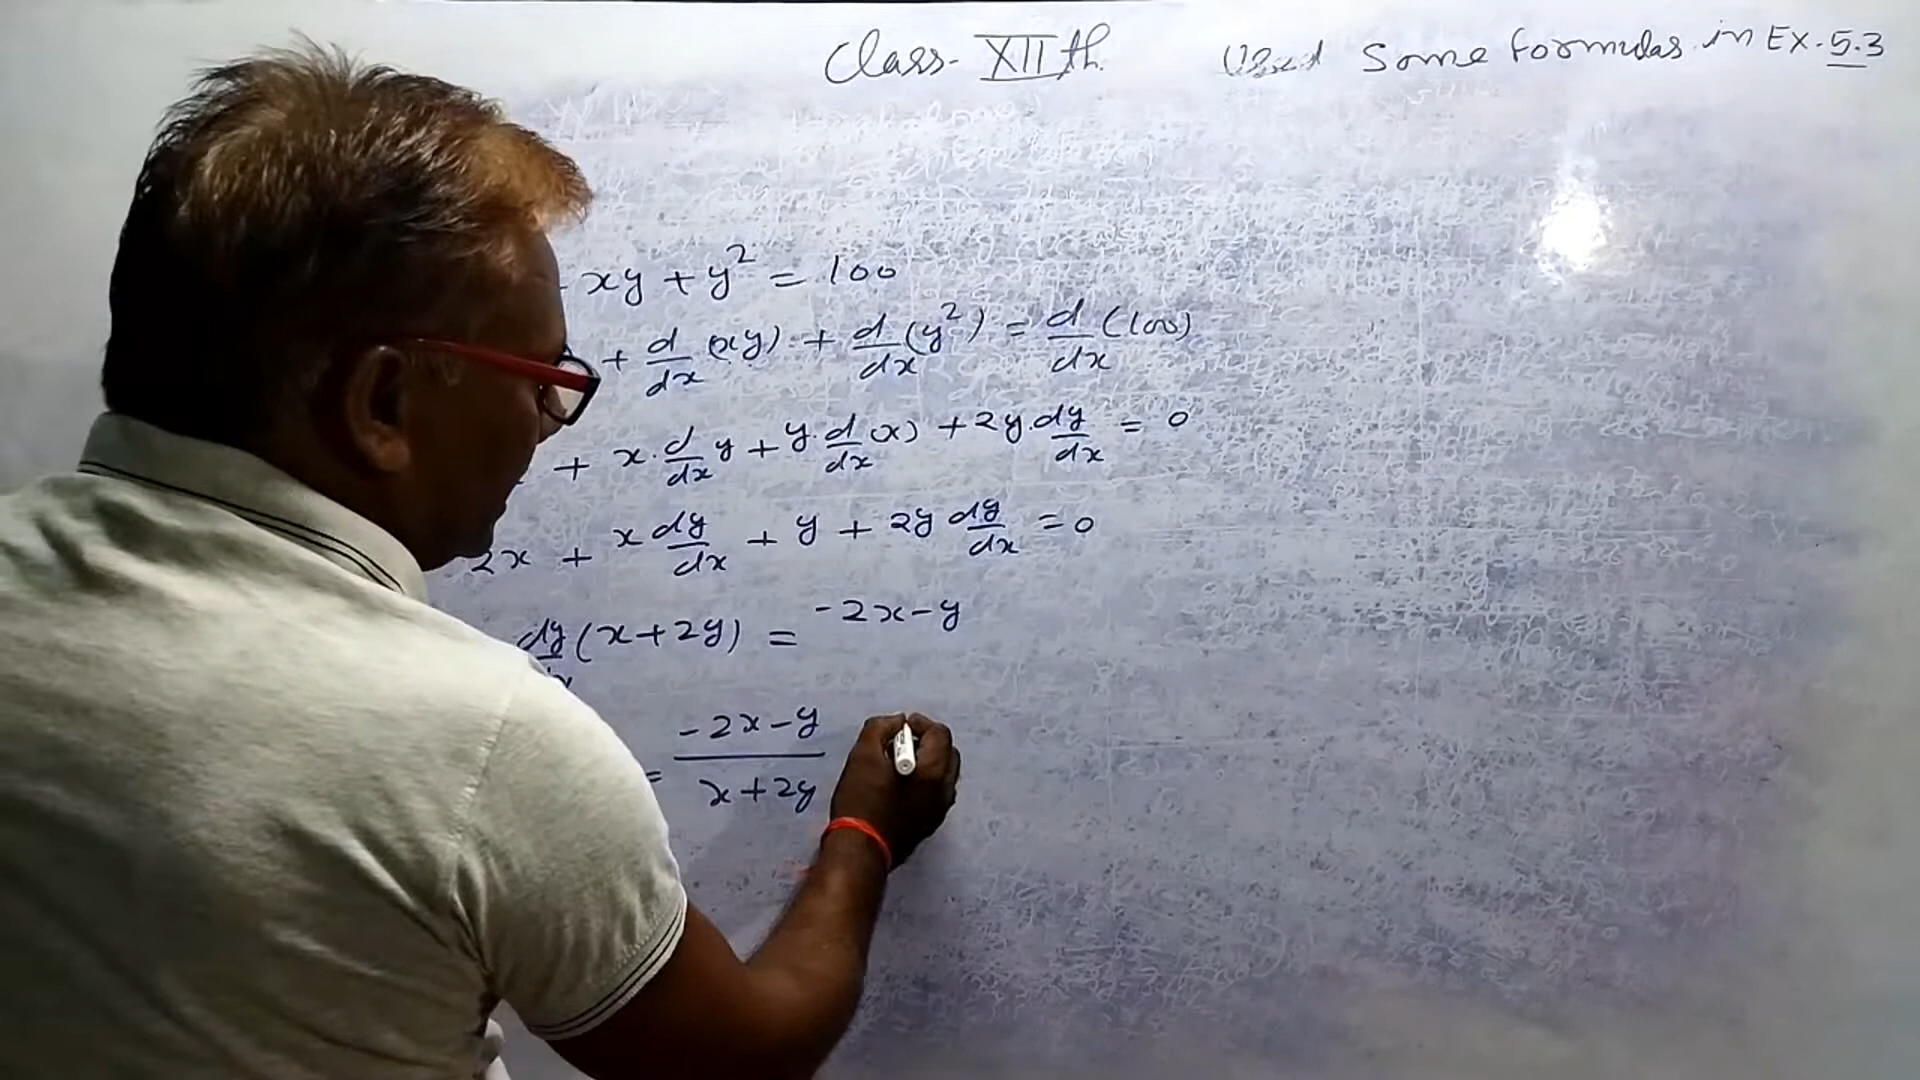 Class- XIIth. Used Some formulas in EX-5.3
xy + y² = 100
+ d/dx (xy) + d/dx (y²) = d/dx (100)
+ x. d/dx y + y. d/dx (x) + 2y. dy/dx = 0
2x + x dy/dx + y + 2y dy/dx = 0
dy/dx (x+2y) = -2x-y
= -2x-y / x+2y